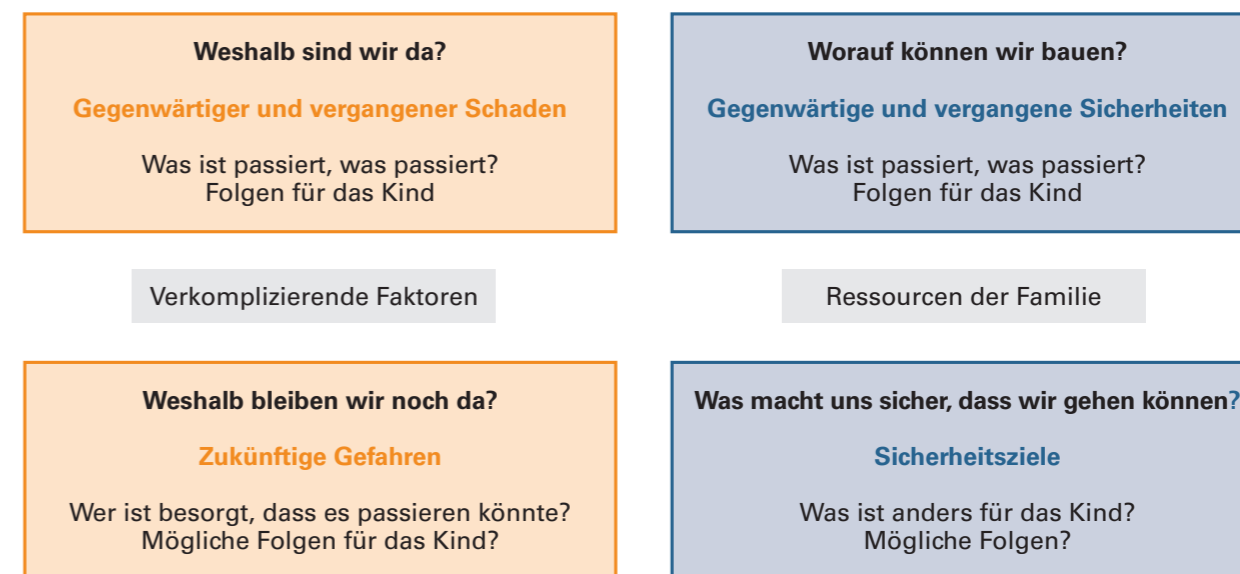 Weshalb sind wir da?
Gegenwärtiger und vergangener Schaden
Was ist passiert, was passiert?
Folgen für das Kind
Worauf können wir bauen?
Gegenwärtige und vergangene Sicherheiten
Was ist passiert, was passiert?
Folgen für das Kind
Verkomplizierende Faktoren
Ressourcen der Familie
Weshalb bleiben wir noch da?
Zukünftige Gefahren
Wer ist besorgt, dass es passieren könnte?
Mögliche Folgen für das Kind?
Was macht uns sicher, dass wir gehen können?
Sicherheitsziele
Was ist anders für das Kind?
Mögliche Folgen?